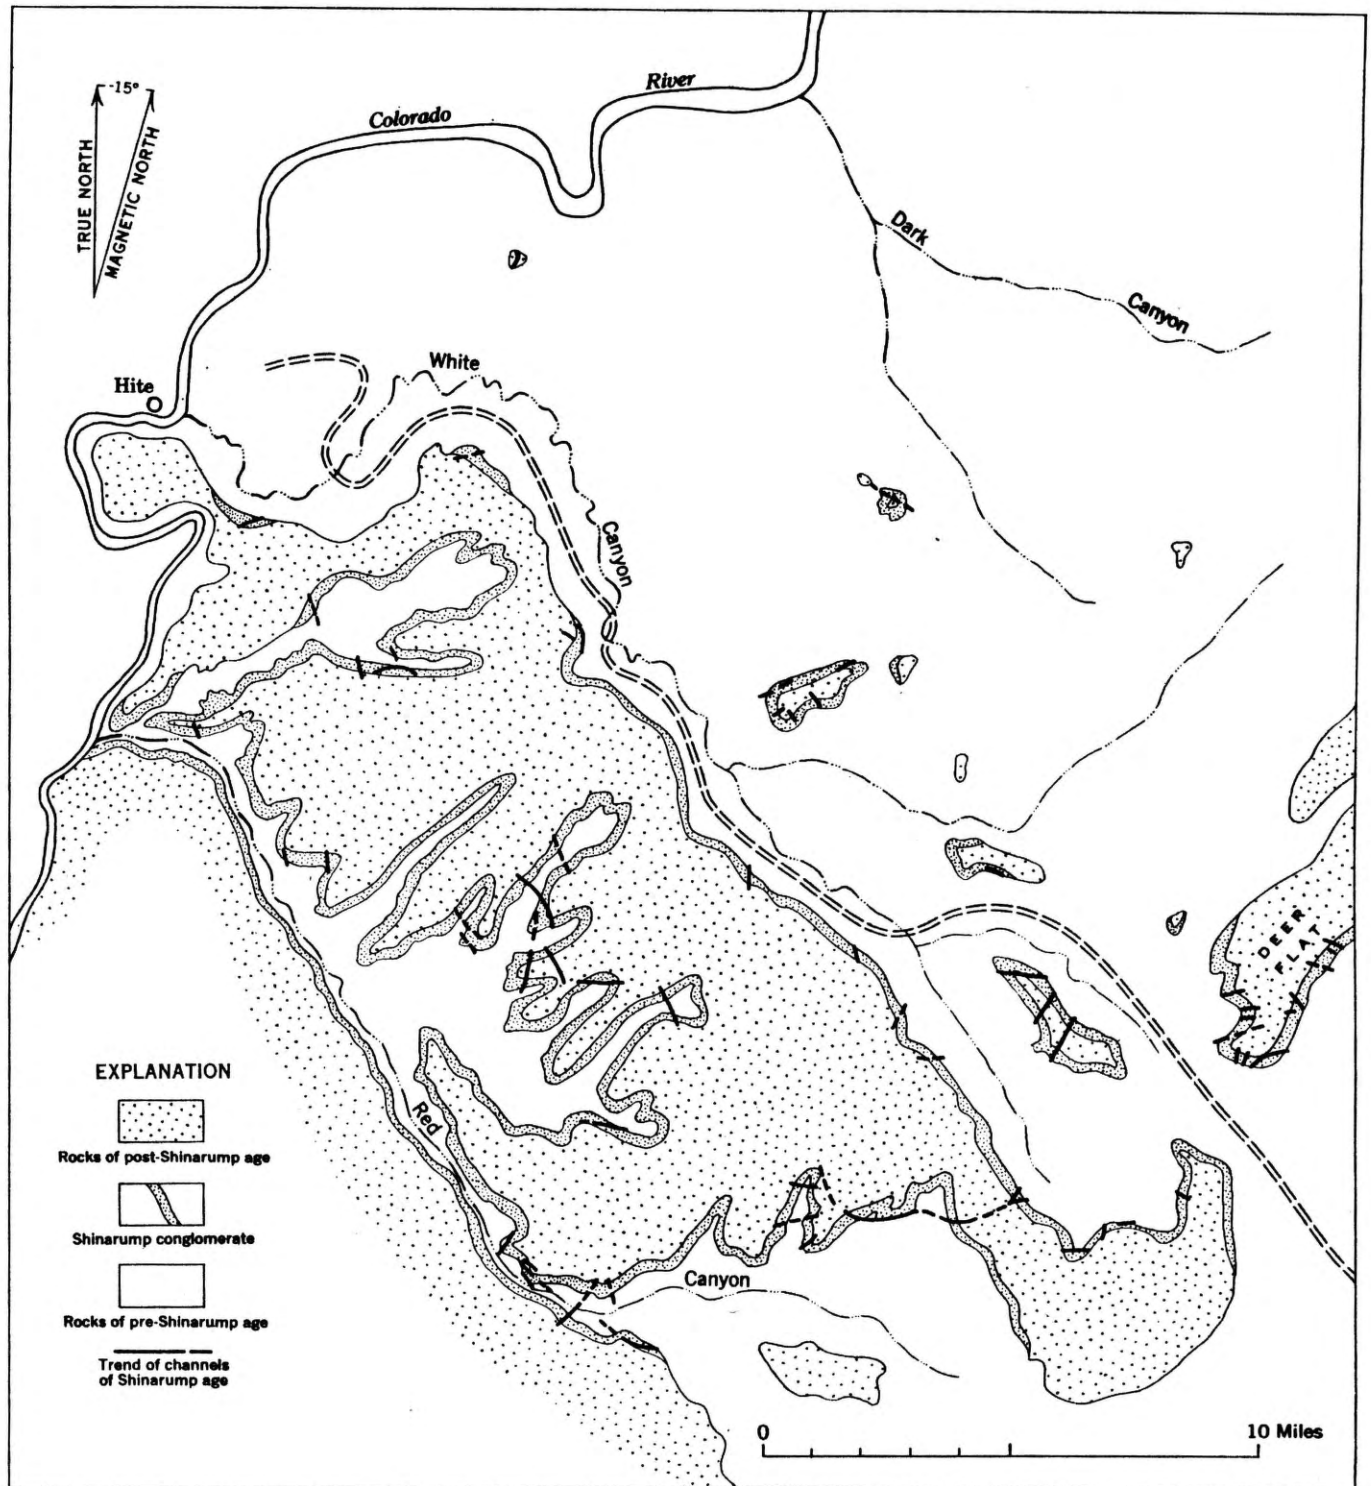 River
Colorado
-15°
TRUE NORTH
MAGNETIC NORTH
Dark
Canyon
White
Hite
Canyon
DEER
FLAT
EXPLANATION
Rocks of post-Shinarump age
Shinarump conglomerate
Rocks of pre-Shinarump age
Trend of channels
of Shinarump age
Red
Canyon
0 10 Miles